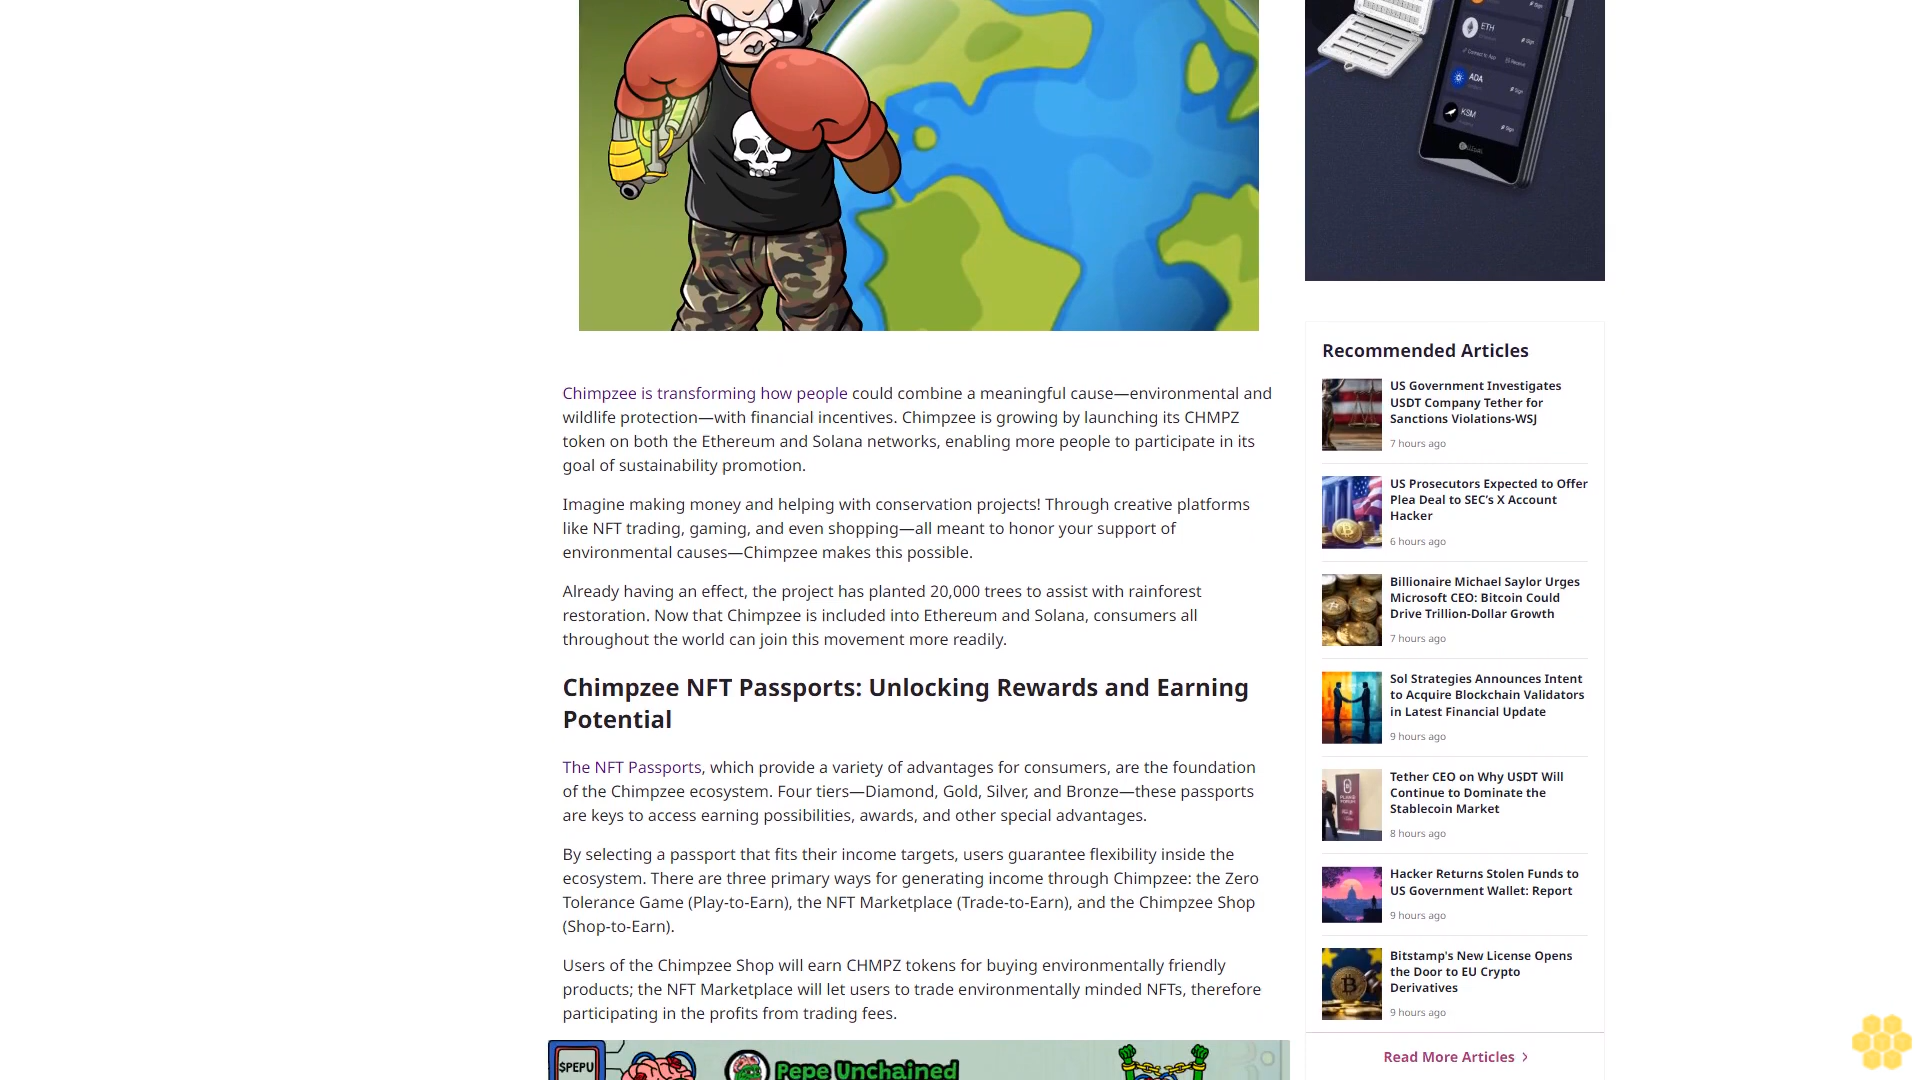 ETH
Sign
ADA
Sign
KSM
Sign
Chimpzee is transforming how people could combine a meaningful cause—environmental and
wildlife protection—with financial incentives. Chimpzee is growing by launching its CHMPZ
token on both the Ethereum and Solana networks, enabling more people to participate in its
goal of sustainability promotion.
Imagine making money and helping with conservation projects! Through creative platforms
like NFT trading, gaming, and even shopping—all meant to honor your support of
environmental causes—Chimpzee makes this possible.
Already having an effect, the project has planted 20,000 trees to assist with rainforest
restoration. Now that Chimpzee is included into Ethereum and Solana, consumers all
throughout the world can join this movement more readily.
Chimpzee NFT Passports: Unlocking Rewards and Earning
Potential
The NFT Passports, which provide a variety of advantages for consumers, are the foundation
of the Chimpzee ecosystem. Four tiers—Diamond, Gold, Silver, and Bronze—these passports
are keys to access earning possibilities, awards, and other special advantages.
By selecting a passport that fits their income targets, users guarantee flexibility inside the
ecosystem. There are three primary ways for generating income through Chimpzee: the Zero
Tolerance Game (Play-to-Earn), the NFT Marketplace (Trade-to-Earn), and the Chimpzee Shop
(Shop-to-Earn).
Users of the Chimpzee Shop will earn CHMPZ tokens for buying environmentally friendly
products; the NFT Marketplace will let users to trade environmentally minded NFTs, therefore
participating in the profits from trading fees.
$PEPU
Pepe Unchained
Recommended Articles
US Government Investigates
USDT Company Tether for
Sanctions Violations-WSJ
7 hours ago
US Prosecutors Expected to Offer
Plea Deal to SEC's X Account
Hacker
6 hours ago
Billionaire Michael Saylor Urges
Microsoft CEO: Bitcoin Could
Drive Trillion-Dollar Growth
7 hours ago
Sol Strategies Announces Intent
to Acquire Blockchain Validators
in Latest Financial Update
9 hours ago
Tether CEO on Why USDT Will
Continue to Dominate the
Stablecoin Market
8 hours ago
Hacker Returns Stolen Funds to
US Government Wallet: Report
9 hours ago
Bitstamp's New License Opens
the Door to EU Crypto
Derivatives
9 hours ago
Read More Articles